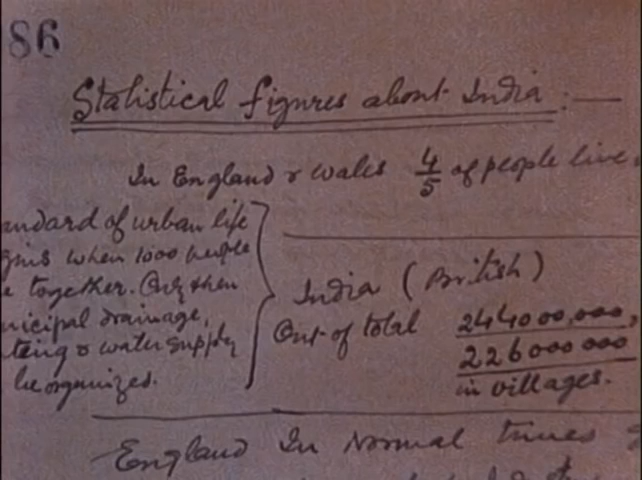 86
Statistical figures about India :—
In England & wales 4/5 of people live
andard of urban life
gins when 1000 people
e together. Only then
nicipal drainage,
ting & water supply
be organized.
India (British)
Out of total 244000,000,
226000000
in villages.
England In Normal times